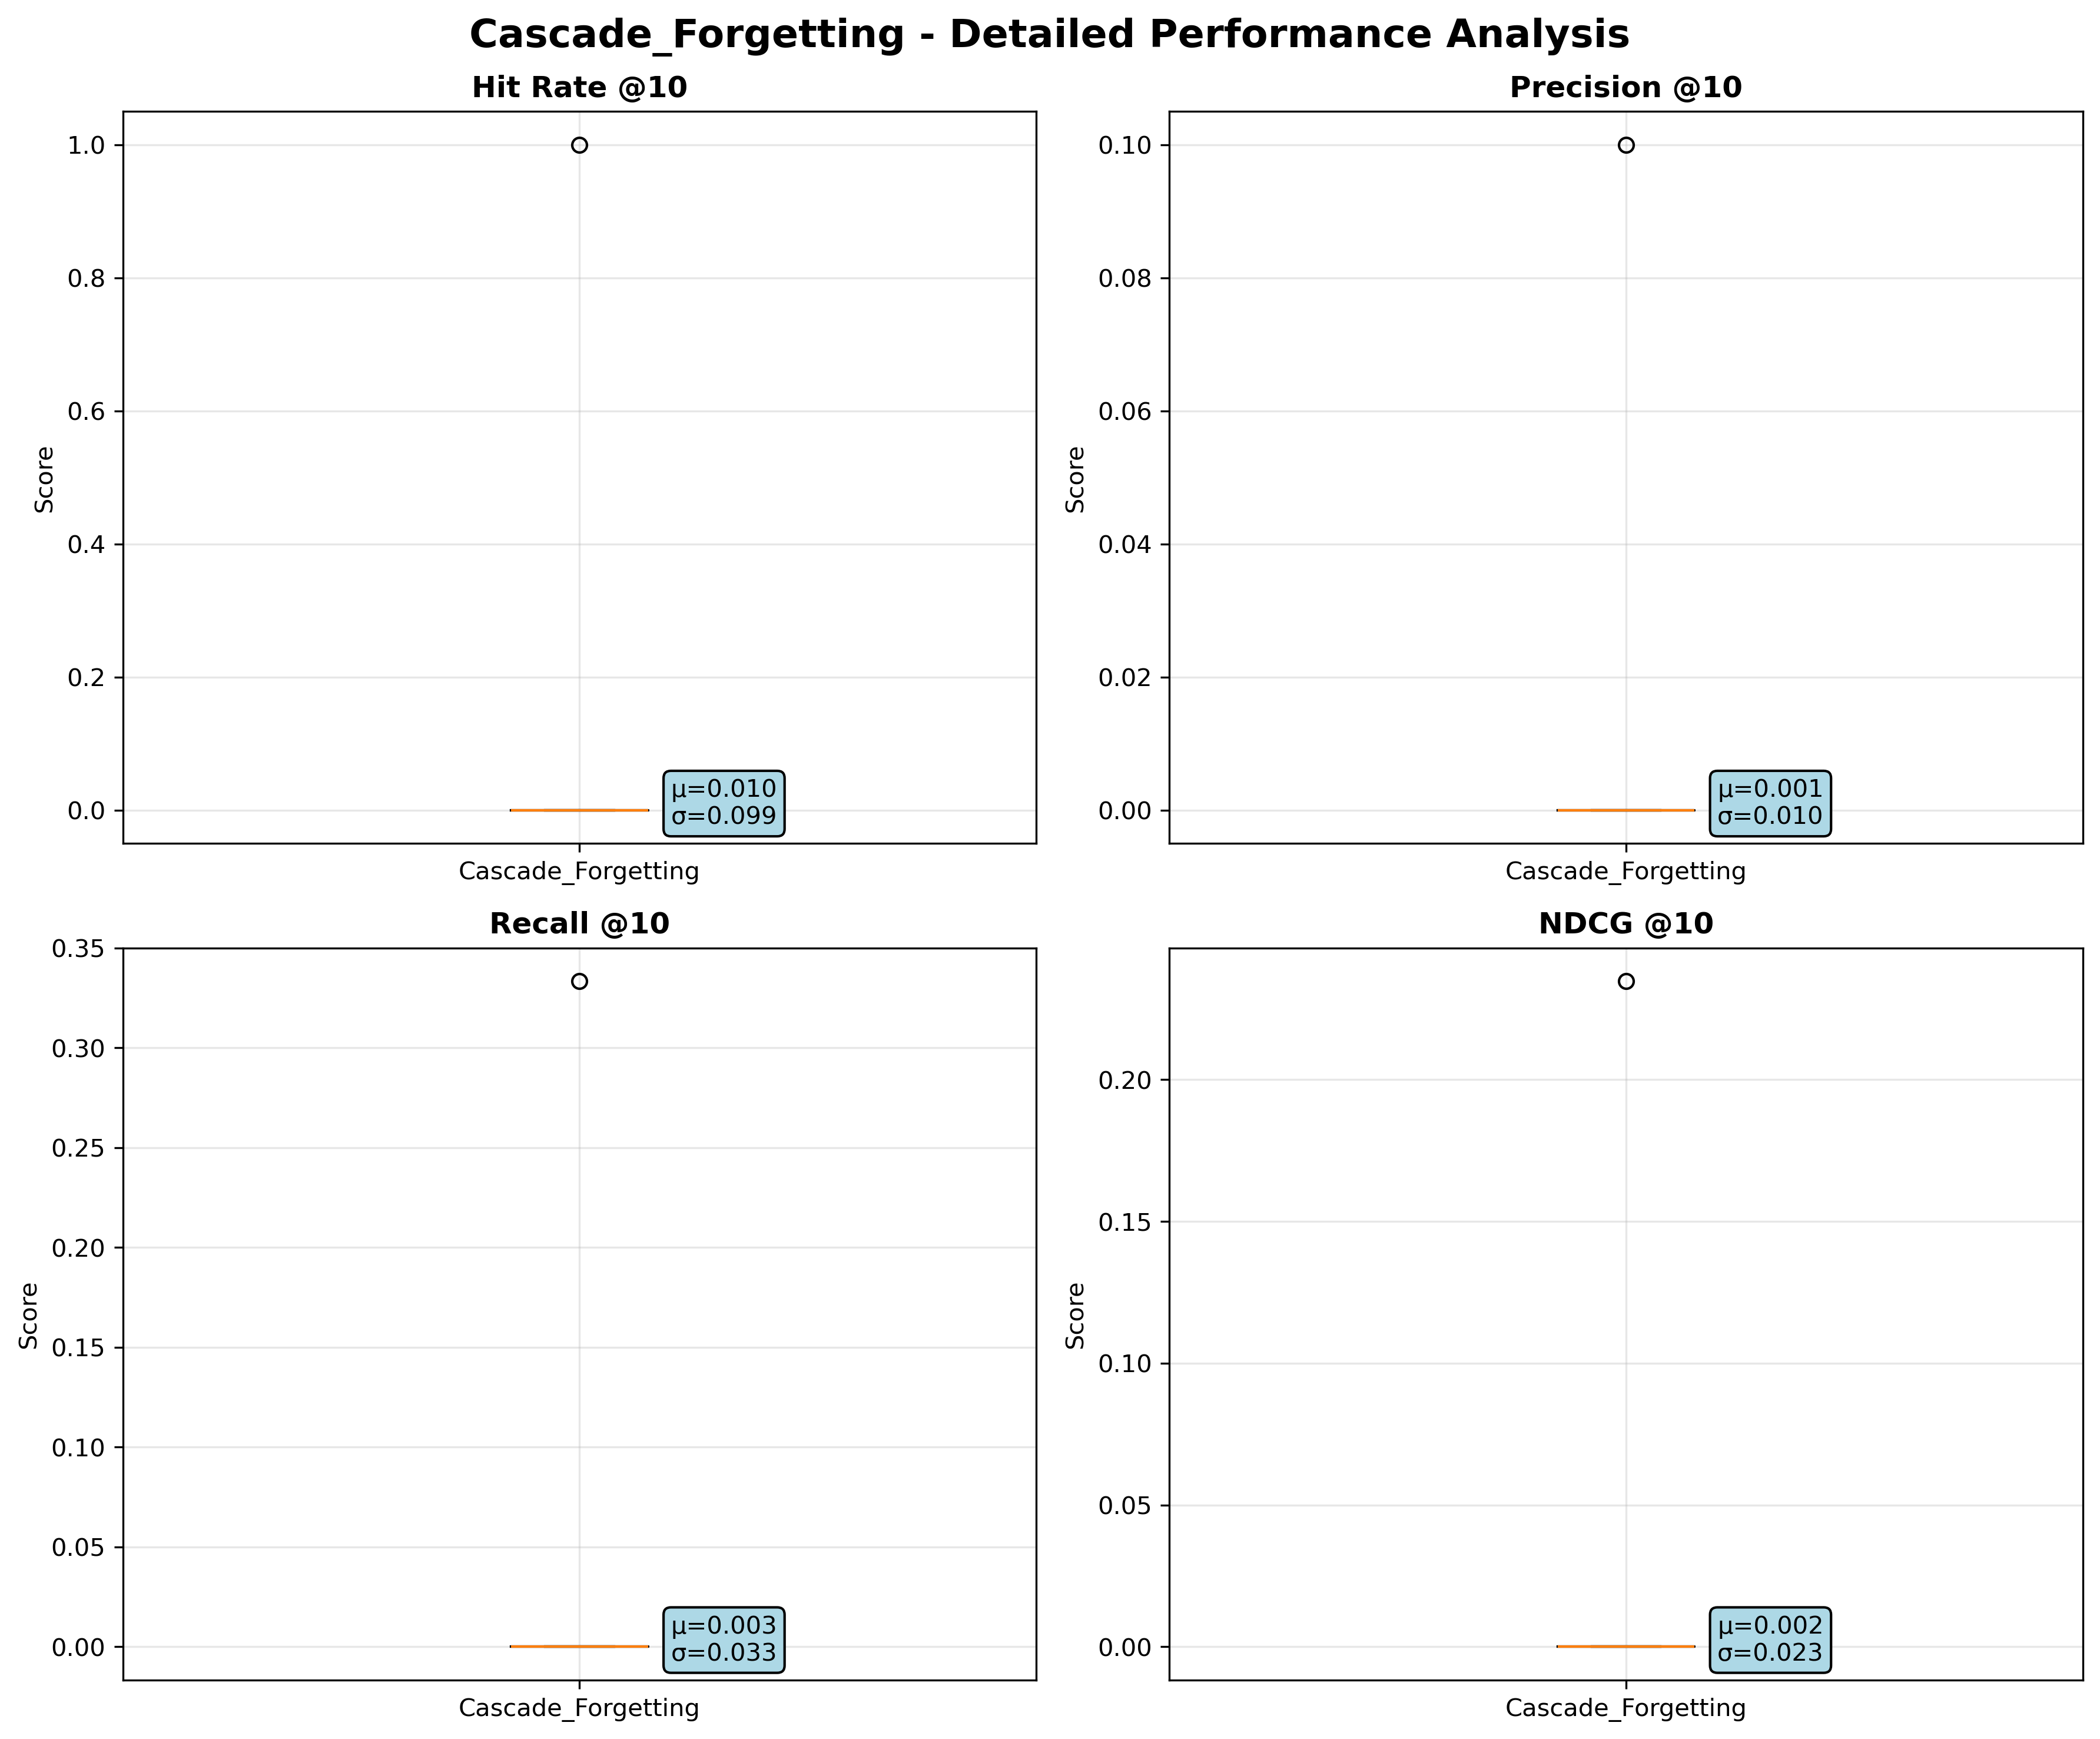 Cascade_Forgetting - Detailed Performance Analysis
Hit Rate @10
Score
1.0
0.8
0.6
0.4
0.2
0.0
μ=0.010
σ=0.099
Cascade_Forgetting
Precision @10
Score
0.10
0.08
0.06
0.04
0.02
0.00
μ=0.001
σ=0.010
Cascade_Forgetting
Recall @10
Score
0.35
0.30
0.25
0.20
0.15
0.10
0.05
0.00
μ=0.003
σ=0.033
Cascade_Forgetting
NDCG @10
Score
0.20
0.15
0.10
0.05
0.00
μ=0.002
σ=0.023
Cascade_Forgetting